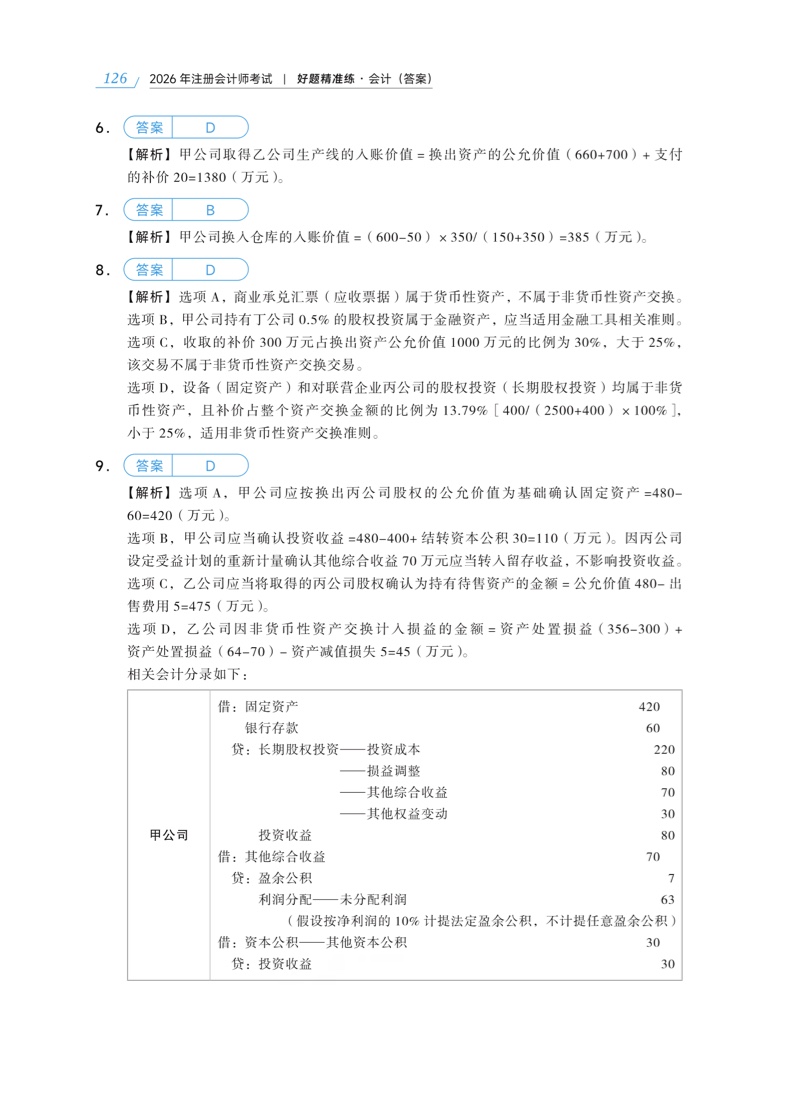 126 2026 年注册会计师考试 | 好题精准练·会计（答案）
6. 答案 D
【解析】甲公司取得乙公司生产线的入账价值 = 换出资产的公允价值（660+700）+ 支付
的补价 20=1380（万元）。
7. 答案 B
【解析】甲公司换入仓库的入账价值 =（600-50）× 350/（150+350）=385（万元）。
8. 答案 D
【解析】选项 A，商业承兑汇票（应收票据）属于货币性资产，不属于非货币性资产交换。
选项 B，甲公司持有丁公司 0.5% 的股权投资属于金融资产，应当适用金融工具相关准则。
选项 C，收取的补价 300 万元占换出资产公允价值 1000 万元的比例为 30%，大于 25%，
该交易不属于非货币性资产交换交易。
选项 D，设备（固定资产）和对联营企业丙公司的股权投资（长期股权投资）均属于非货
币性资产，且补价占整个资产交换金额的比例为 13.79%［400/（2500+400）× 100%］，
小于 25%，适用非货币性资产交换准则。
9. 答案 D
【解析】选项 A，甲公司应按换出丙公司股权的公允价值为基础确认固定资产 =480-
60=420（万元）。
选项 B，甲公司应当确认投资收益 =480-400+ 结转资本公积 30=110（万元）。因丙公司
设定受益计划的重新计量确认其他综合收益 70 万元应当转入留存收益，不影响投资收益。
选项 C，乙公司应当将取得的丙公司股权确认为持有待售资产的金额 = 公允价值 480- 出
售费用 5=475（万元）。
选项 D，乙公司因非货币性资产交换计入损益的金额 = 资产处置损益（356-300）+
资产处置损益（64-70）- 资产减值损失 5=45（万元）。
相关会计分录如下：
甲公司
借：固定资产 420
银行存款 60
贷：长期股权投资——投资成本 220
——损益调整 80
——其他综合收益 70
——其他权益变动 30
投资收益 80
借：其他综合收益 70
贷：盈余公积 7
利润分配——未分配利润 63
（假设按净利润的 10% 计提法定盈余公积，不计提任意盈余公积）
借：资本公积——其他资本公积 30
贷：投资收益 30